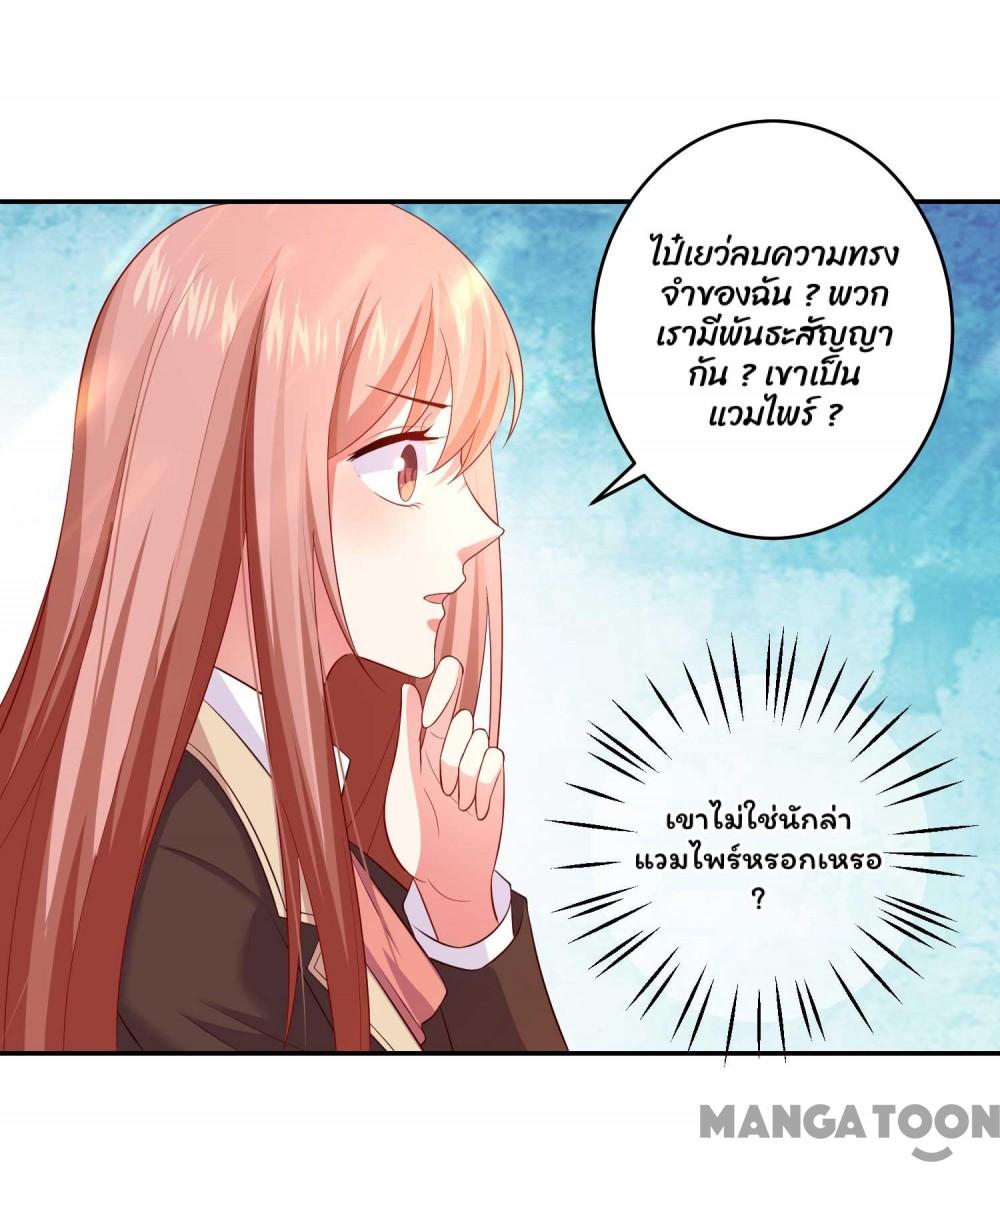 ไป๋เยว่ลบความทรง
จำของฉัน ? พวก
เรามีพันธะสัญญา
กัน ? เขาเป็น
แวมไพร์ ?
เขาไม่ใช่นักล่า
แวมไพร์หรอกเหรอ
?
MANGATOON